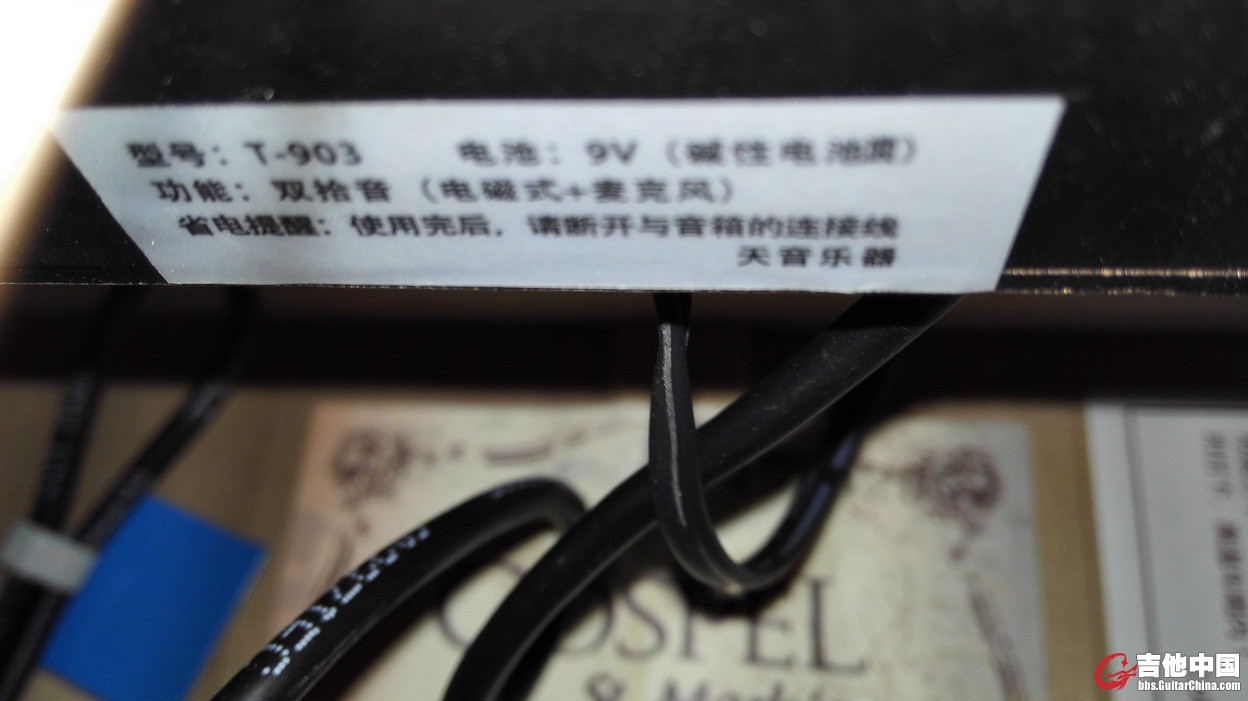 型号：T-903 电池：9V（碱性电池
功能：双拾音（电磁式+麦克风）
省电提醒：使用完后，请断开与音箱的连接线
天音乐器
GOSPEL
吉他中国
bbs.GuitarChina.com